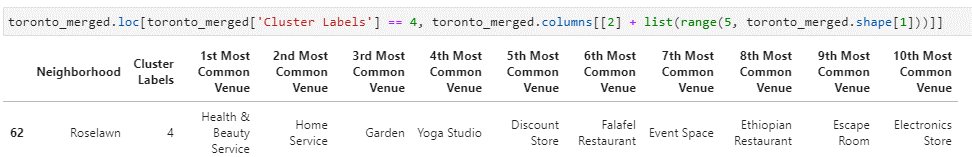 toronto_merged.loc[toronto_merged['Cluster Labels'] == 4, toronto_merged.columns[[2] + list(range(5, toronto_merged.shape[1]))]]
Neighborhood Cluster Labels 1st Most Common Venue 2nd Most Common Venue 3rd Most Common Venue 4th Most Common Venue 5th Most Common Venue 6th Most Common Venue 7th Most Common Venue 8th Most Common Venue 9th Most Common Venue 10th Most Common Venue
62 Roselawn 4 Health & Beauty Service Home Service Garden Yoga Studio Discount Store Falafel Restaurant Event Space Ethiopian Restaurant Escape Room Electronics Store